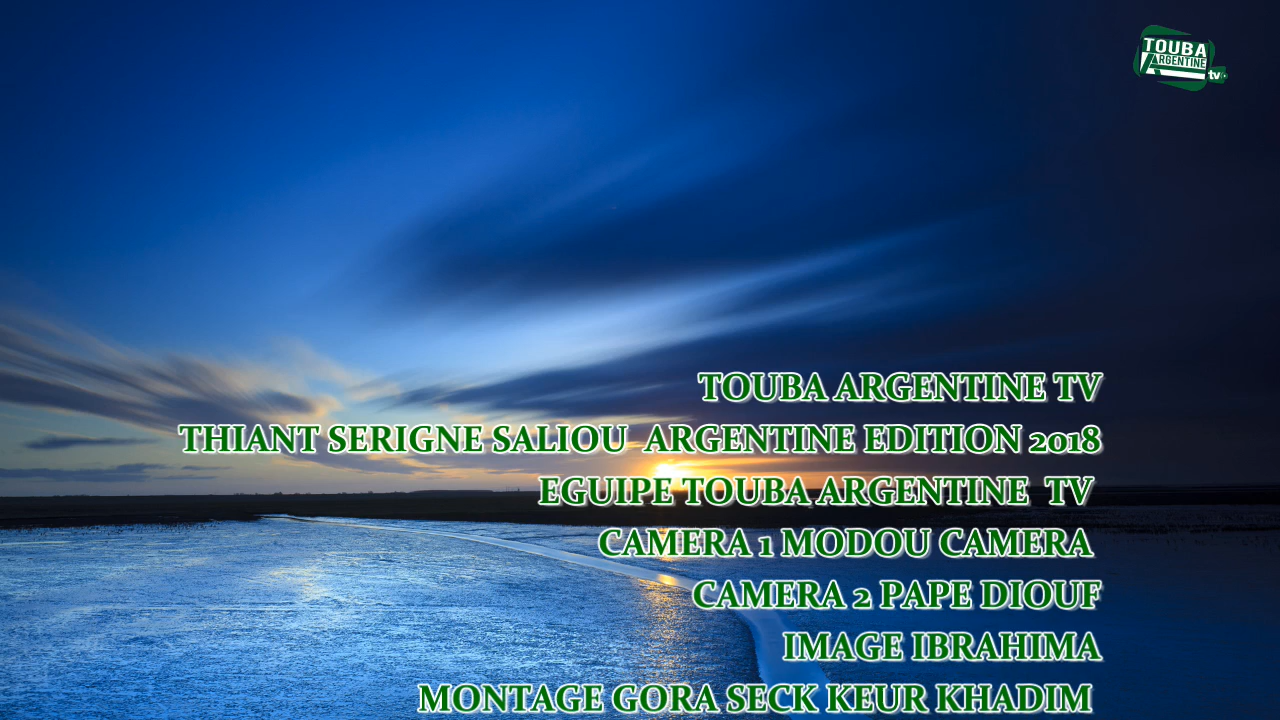 TOUBA
ARGENTINE
tv
TOUBA ARGENTINE TV
THIANT SERIGNE SALIOU ARGENTINE EDITION 2018
EGUIPE TOUBA ARGENTINE TV
CAMERA 1 MODOU CAMERA
CAMERA 2 PAPE DIOUF
IMAGE IBRAHIMA
MONTAGE GORA SECK KEUR KHADIM